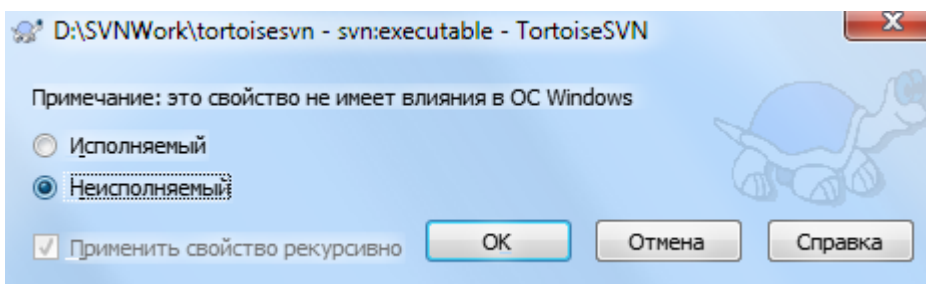 D:\SVNWork\tortoisesvn - svn:executable - TortoiseSVN
Примечание: это свойство не имеет влияния в ОС Windows
Исполняемый
Неисполняемый
Применить свойство рекурсивно
OK
Отмена
Справка